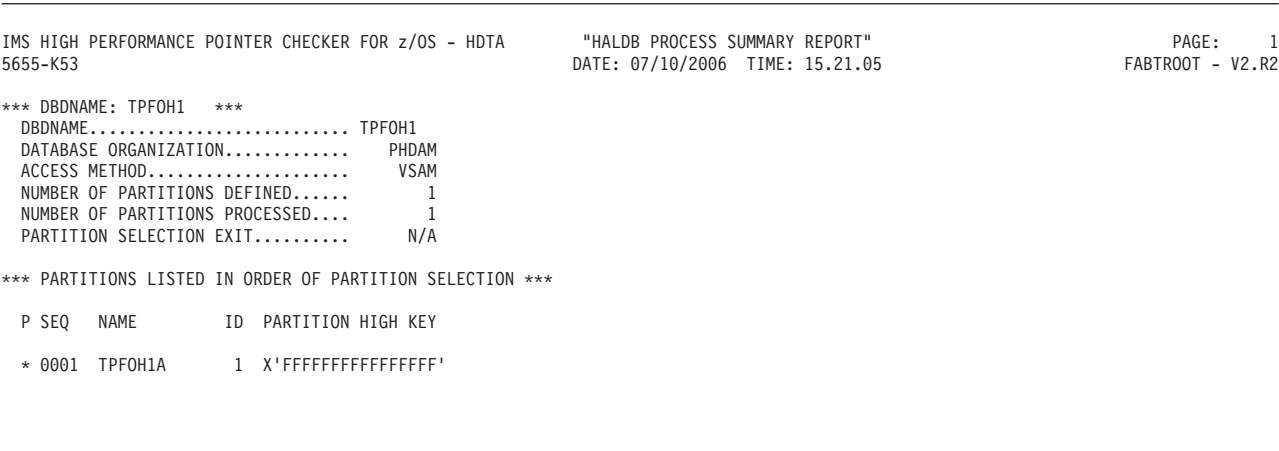 IMS HIGH PERFORMANCE POINTER CHECKER FOR z/OS - HDTA "HALDB PROCESS SUMMARY REPORT" PAGE: 1
5655-K53 DATE: 07/10/2006 TIME: 15.21.05 FABTROOT - V2.R2
*** DBDNAME: TPFOH1 ***
DBDNAME........................... TPFOH1
DATABASE ORGANIZATION............. PHDAM
ACCESS METHOD..................... VSAM
NUMBER OF PARTITIONS DEFINED...... 1
NUMBER OF PARTITIONS PROCESSED.... 1
PARTITION SELECTION EXIT.......... N/A
*** PARTITIONS LISTED IN ORDER OF PARTITION SELECTION ***
P SEQ NAME ID PARTITION HIGH KEY
* 0001 TPFOH1A 1 X'FFFFFFFFFFFFFFFF'